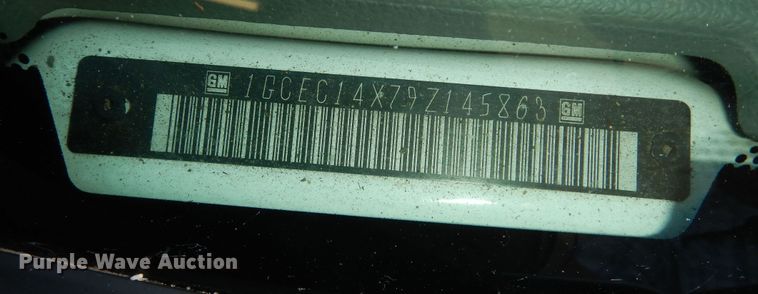 GM 1GCEC14X79Z145863 GM
Purple Wave Auction